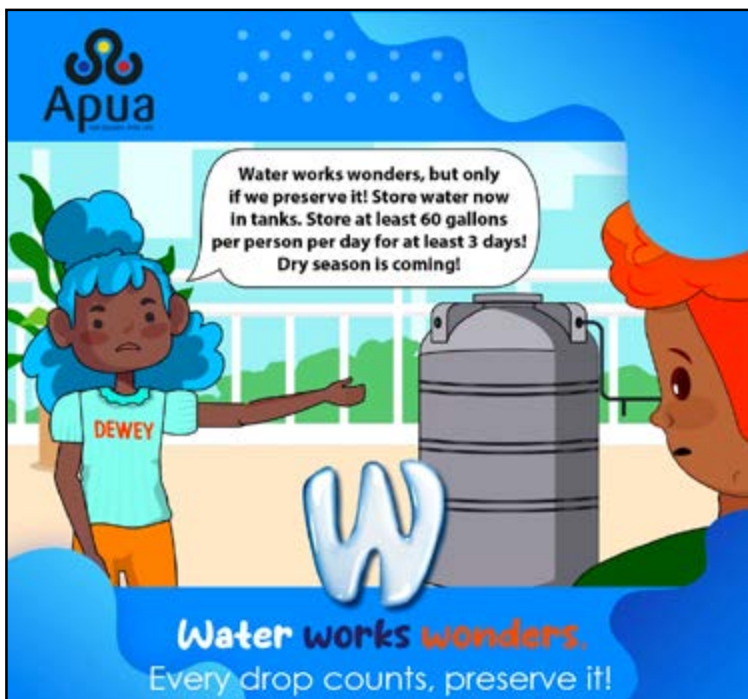 Apua
Water works wonders, but only
if we preserve it! Store water now
in tanks. Store at least 60 gallons
per person per day for at least 3 days!
Dry season is coming!
DEWEY
W
Water works wonders.
Every drop counts, preserve it!